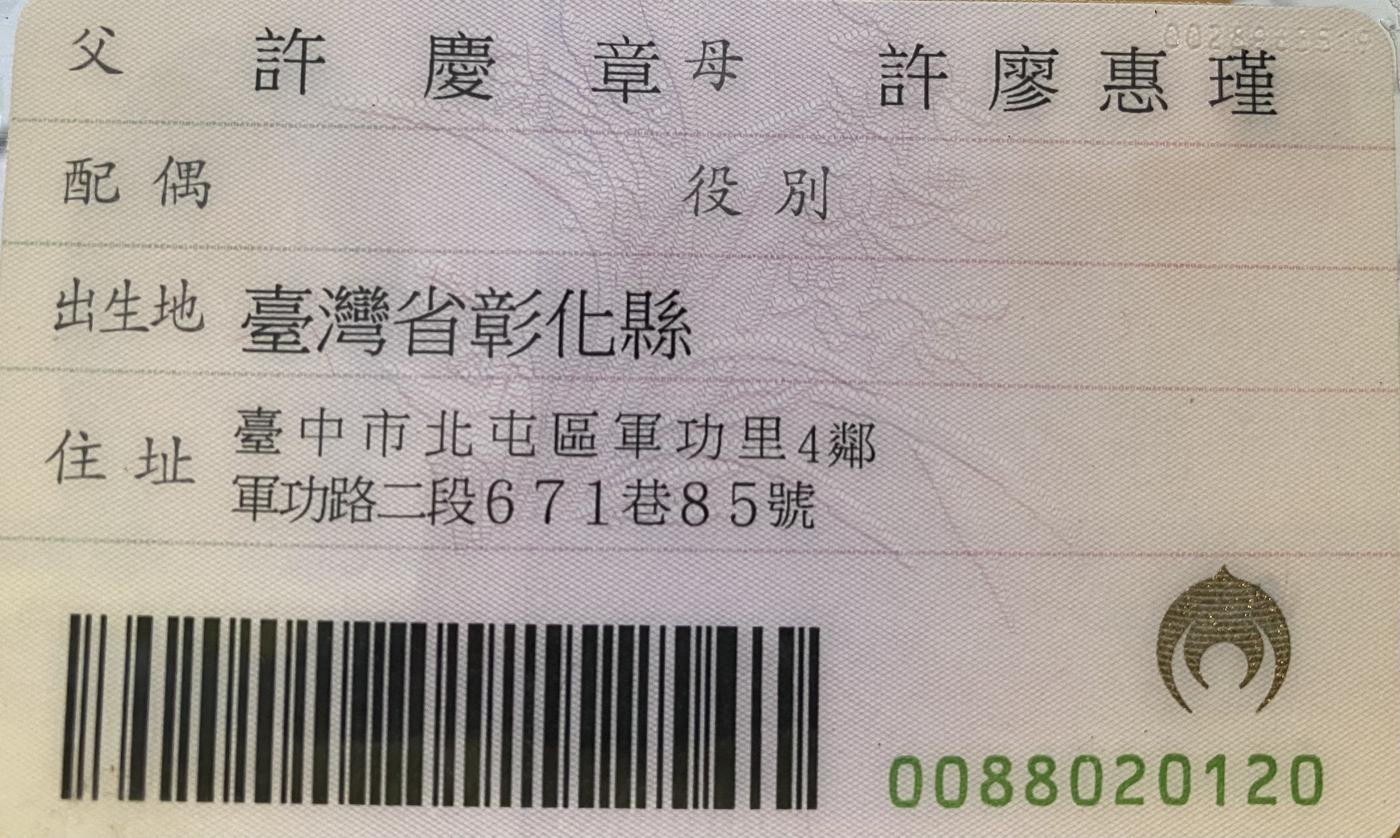 父 許慶章 母 許廖惠瑾
配偶 役別
出生地 臺灣省彰化縣
住址 臺中市北屯區軍功里4鄰
軍功路二段671巷85號
0088020120